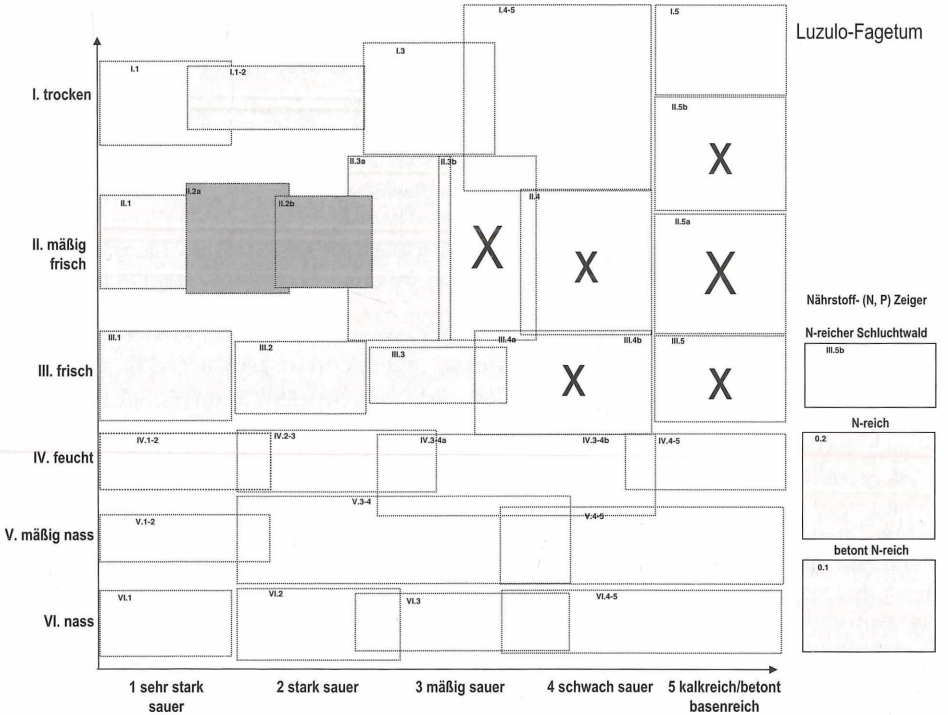 Luzulo-Fagetum
I.4-5
I.5
I.3
I.1
I.1-2
I. trocken
II.5b
X
II.3a
II.3b
II.2a
II.4
II.1
II.2b
II.5a
X
X
X
II. mäßig
frisch
Nährstoff- (N, P) Zeiger
N-reicher Schluchtwald
III.5b
III.1
III.2
III.3
III.4a
III.4b
III.5
X
X
III. frisch
N-reich
0.2
IV.1-2
IV.2-3
IV.3-4a
IV.3-4b
IV.4-5
IV. feucht
V.3-4
V.1-2
V.4-5
V. mäßig nass
betont N-reich
0.1
VI.1
VI.2
VI.3
VI.4-5
VI. nass
1 sehr stark
sauer
2 stark sauer
3 mäßig sauer
4 schwach sauer
5 kalkreich/betont
basenreich